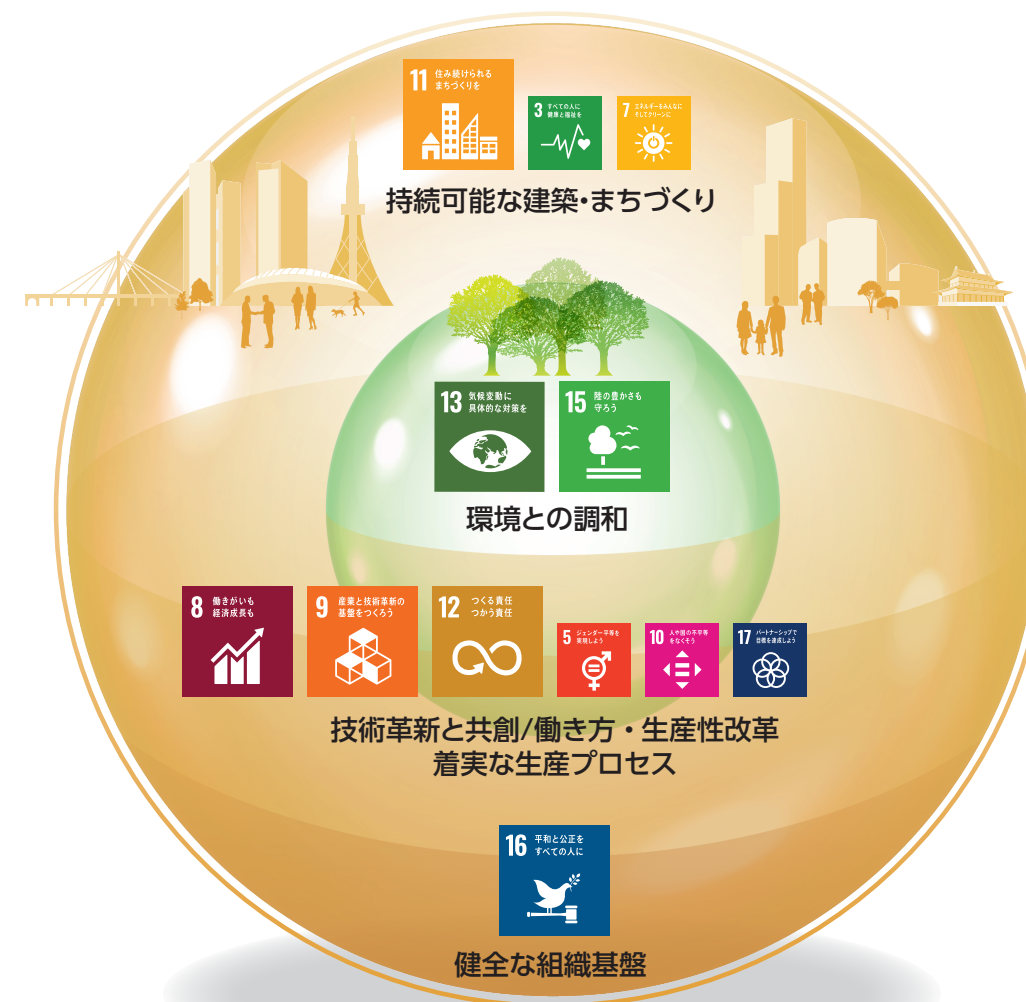 11 住み続けられる
まちづくりを
3 すべての人に
健康と福祉を
7 エネルギーをみんなに
そしてクリーンに
持続可能な建築・まちづくり
13 気候変動に
具体的な対策を
15 陸の豊かさも
守ろう
環境との調和
8 働きがいも
経済成長も
9 産業と技術革新の
基盤をつくろう
12 つくる責任
つかう責任
5 ジェンダー平等を
実現しよう
10 人や国の不平等
をなくそう
17 パートナーシップで
目標を達成しよう
技術革新と共創/働き方・生産性改革
着実な生産プロセス
16 平和と公正を
すべての人に
健全な組織基盤